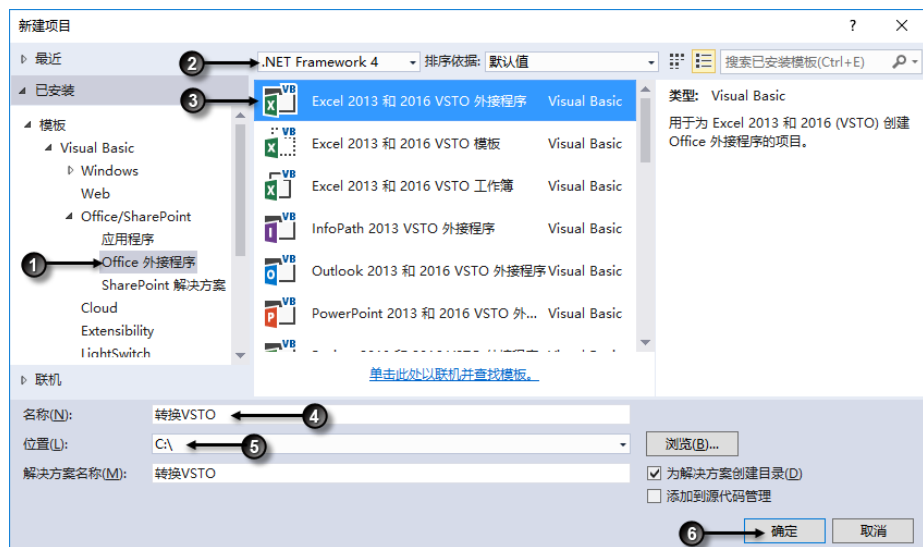 新建项目
? ×
最近
2
.NET Framework 4
排序依据: 默认值
搜索已安装模板(Ctrl+E)
已安装
3
Excel 2013 和 2016 VSTO 外接程序 Visual Basic
类型: Visual Basic
用于为 Excel 2013 和 2016 (VSTO) 创建
Office 外接程序的项目。
模板
Visual Basic
Windows
Web
Office/SharePoint
应用程序
1
Office 外接程序
SharePoint 解决方案
Cloud
Extensibility
LightSwitch
Excel 2013 和 2016 VSTO 模板 Visual Basic
Excel 2013 和 2016 VSTO 工作簿 Visual Basic
InfoPath 2013 VSTO 外接程序 Visual Basic
Outlook 2013 和 2016 VSTO 外接程序 Visual Basic
PowerPoint 2013 和 2016 VSTO 外... Visual Basic
联机
单击此处以联机并查找模板。
名称(N): 转换VSTO
4
位置(L): C:\
5
浏览(B)...
解决方案名称(M): 转换VSTO
为解决方案创建目录(D)
添加到源代码管理
6
确定
取消